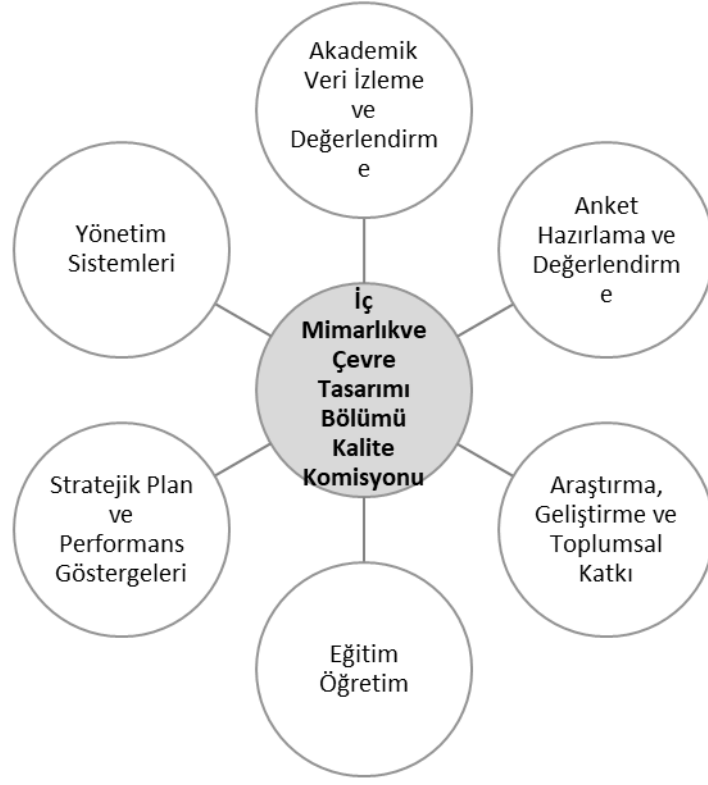 Akademik
Veri İzleme
ve
Değerlendirm
e
Anket
Hazırlama ve
Değerlendirm
e
Araştırma,
Geliştirme ve
Toplumsal
Katkı
Eğitim
Öğretim
Stratejik Plan
ve
Performans
Göstergeleri
Yönetim
Sistemleri
İç
Mimarlıkve
Çevre
Tasarımı
Bölümü
Kalite
Komisyonu